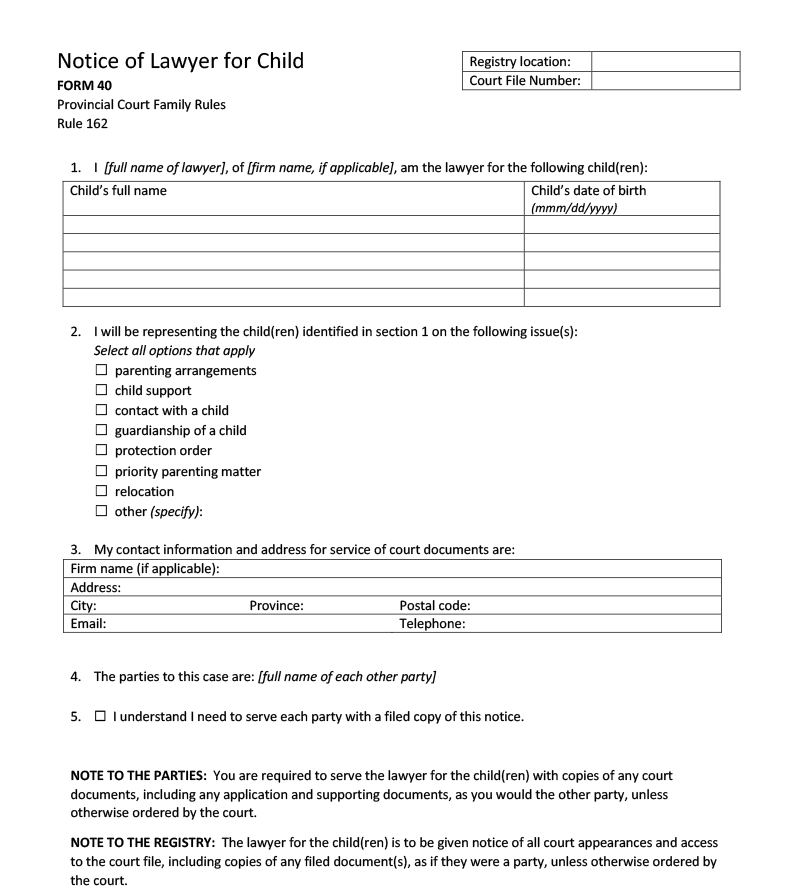 Notice of Lawyer for Child
FORM 40
Provincial Court Family Rules
Rule 162
Registry location:
Court File Number:
1. I [full name of lawyer], of [firm name, if applicable], am the lawyer for the following child(ren):
Child's full name
Child's date of birth
(mmm/dd/yyyy)
2. I will be representing the child(ren) identified in section 1 on the following issue(s):
Select all options that apply
☐ parenting arrangements
☐ child support
☐ contact with a child
☐ guardianship of a child
☐ protection order
☐ priority parenting matter
☐ relocation
☐ other (specify):
3. My contact information and address for service of court documents are:
Firm name (if applicable):
Address:
City: Province: Postal code:
Email: Telephone:
4. The parties to this case are: [full name of each other party]
5. ☐ I understand I need to serve each party with a filed copy of this notice.
NOTE TO THE PARTIES: You are required to serve the lawyer for the child(ren) with copies of any court
documents, including any application and supporting documents, as you would the other party, unless
otherwise ordered by the court.
NOTE TO THE REGISTRY: The lawyer for the child(ren) is to be given notice of all court appearances and access
to the court file, including copies of any filed document(s), as if they were a party, unless otherwise ordered by
the court.